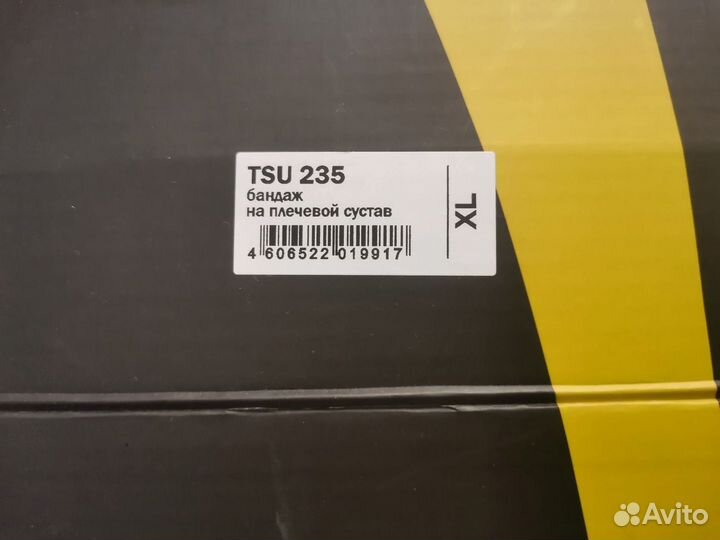 TSU 235
бандаж
на плечевой сустав
4 606522 019917
XL
Avito